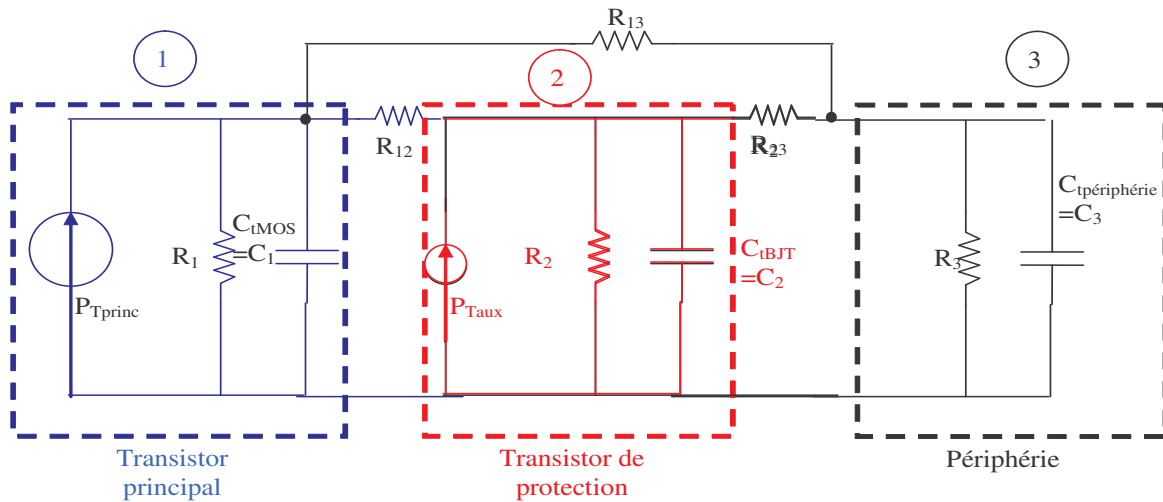 R13
1
2
3
R12
R23
CtMOS
=C1
R1
PTprinc
R2
PTaux
CtBJT
=C2
R3
Ctpériphérie
=C3
Transistor
principal
Transistor de
protection
Périphérie